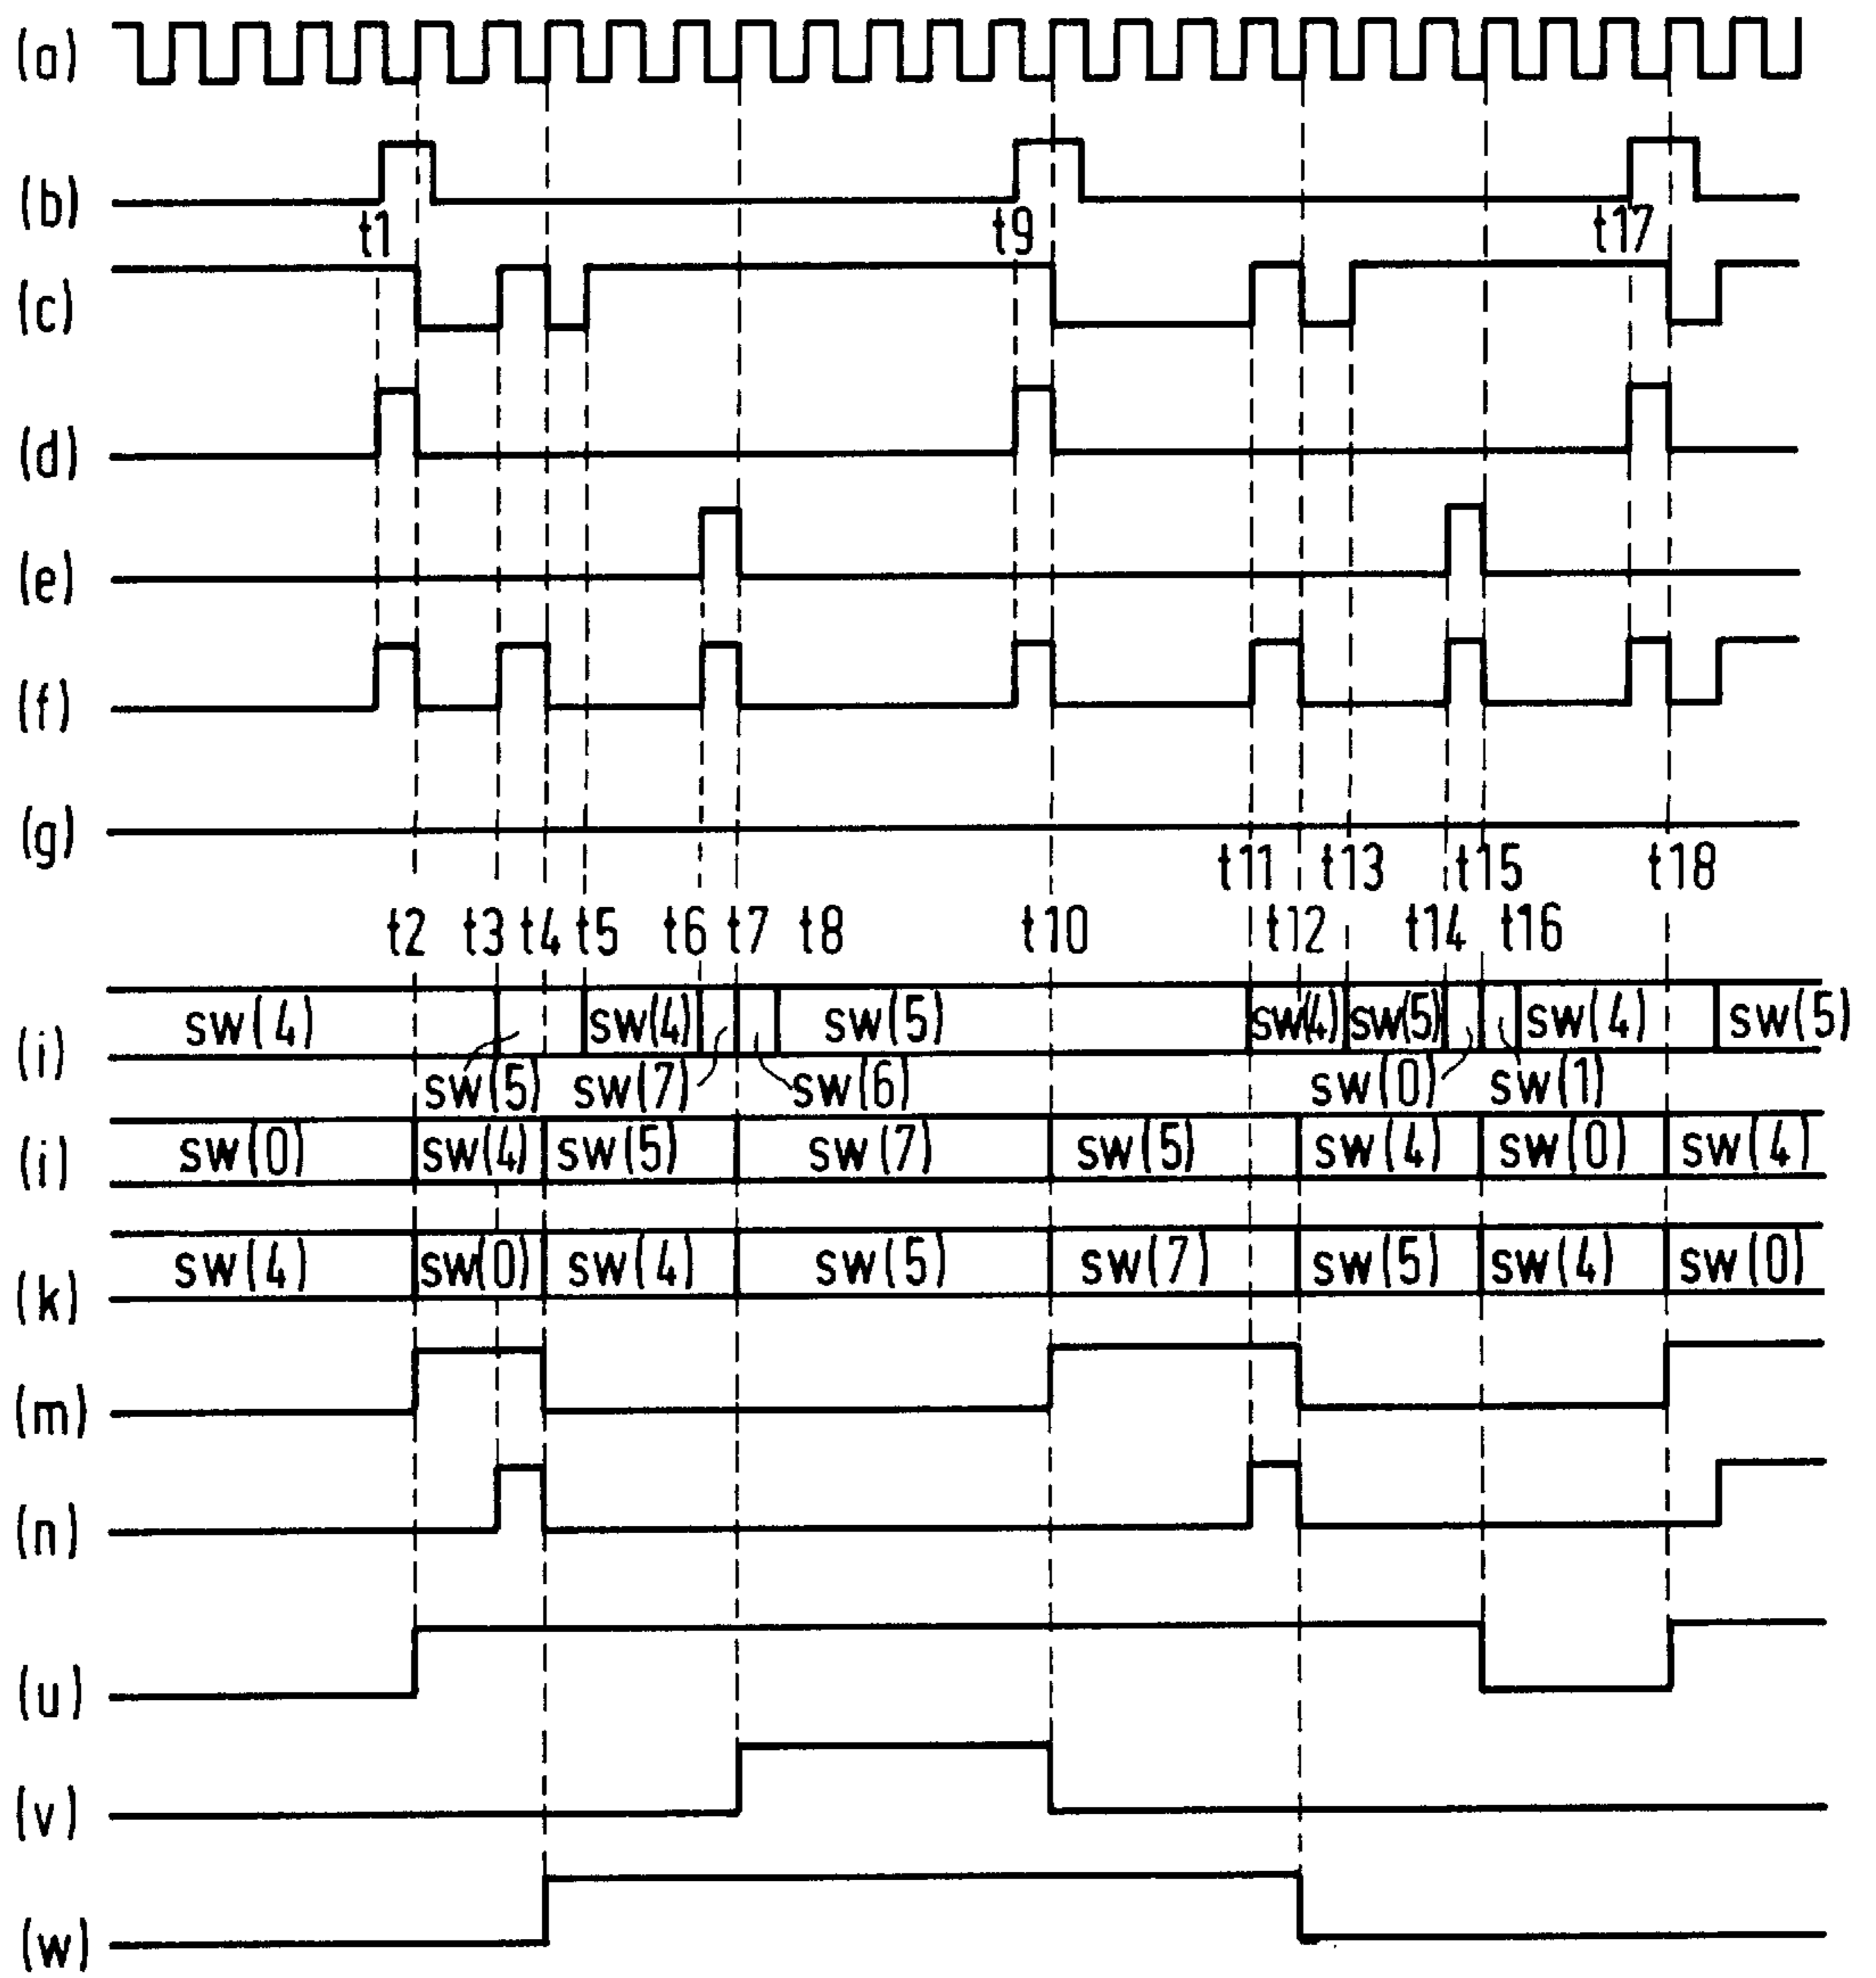 (a)
(b)
t1 t9 t17
(c)
(d)
(e)
(f)
(g)
t11 t13 t15 t18
t2 t3 t4 t5 t6 t7 t8 t10 t12 t14 t16
(i) sw(4) sw(4) sw(5) sw(4) sw(5) sw(4) sw(5)
sw(5) sw(7) sw(6) sw(0) sw(1)
(i) sw(0) sw(4) sw(5) sw(7) sw(5) sw(4) sw(0) sw(4)
(k) sw(4) sw(0) sw(4) sw(5) sw(7) sw(5) sw(4) sw(0)
(m)
(n)
(u)
(v)
(w)